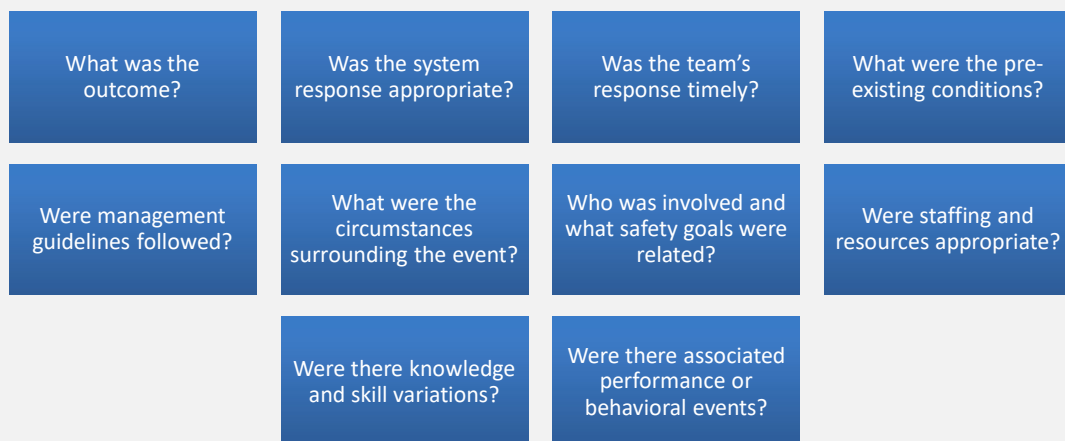 What was the
outcome?
Was the system
response appropriate?
Was the team’s
response timely?
What were the pre-
existing conditions?
Were management
guidelines followed?
What were the
circumstances
surrounding the event?
Who was involved and
what safety goals were
related?
Were staffing and
resources appropriate?
Were there knowledge
and skill variations?
Were there associated
performance or
behavioral events?